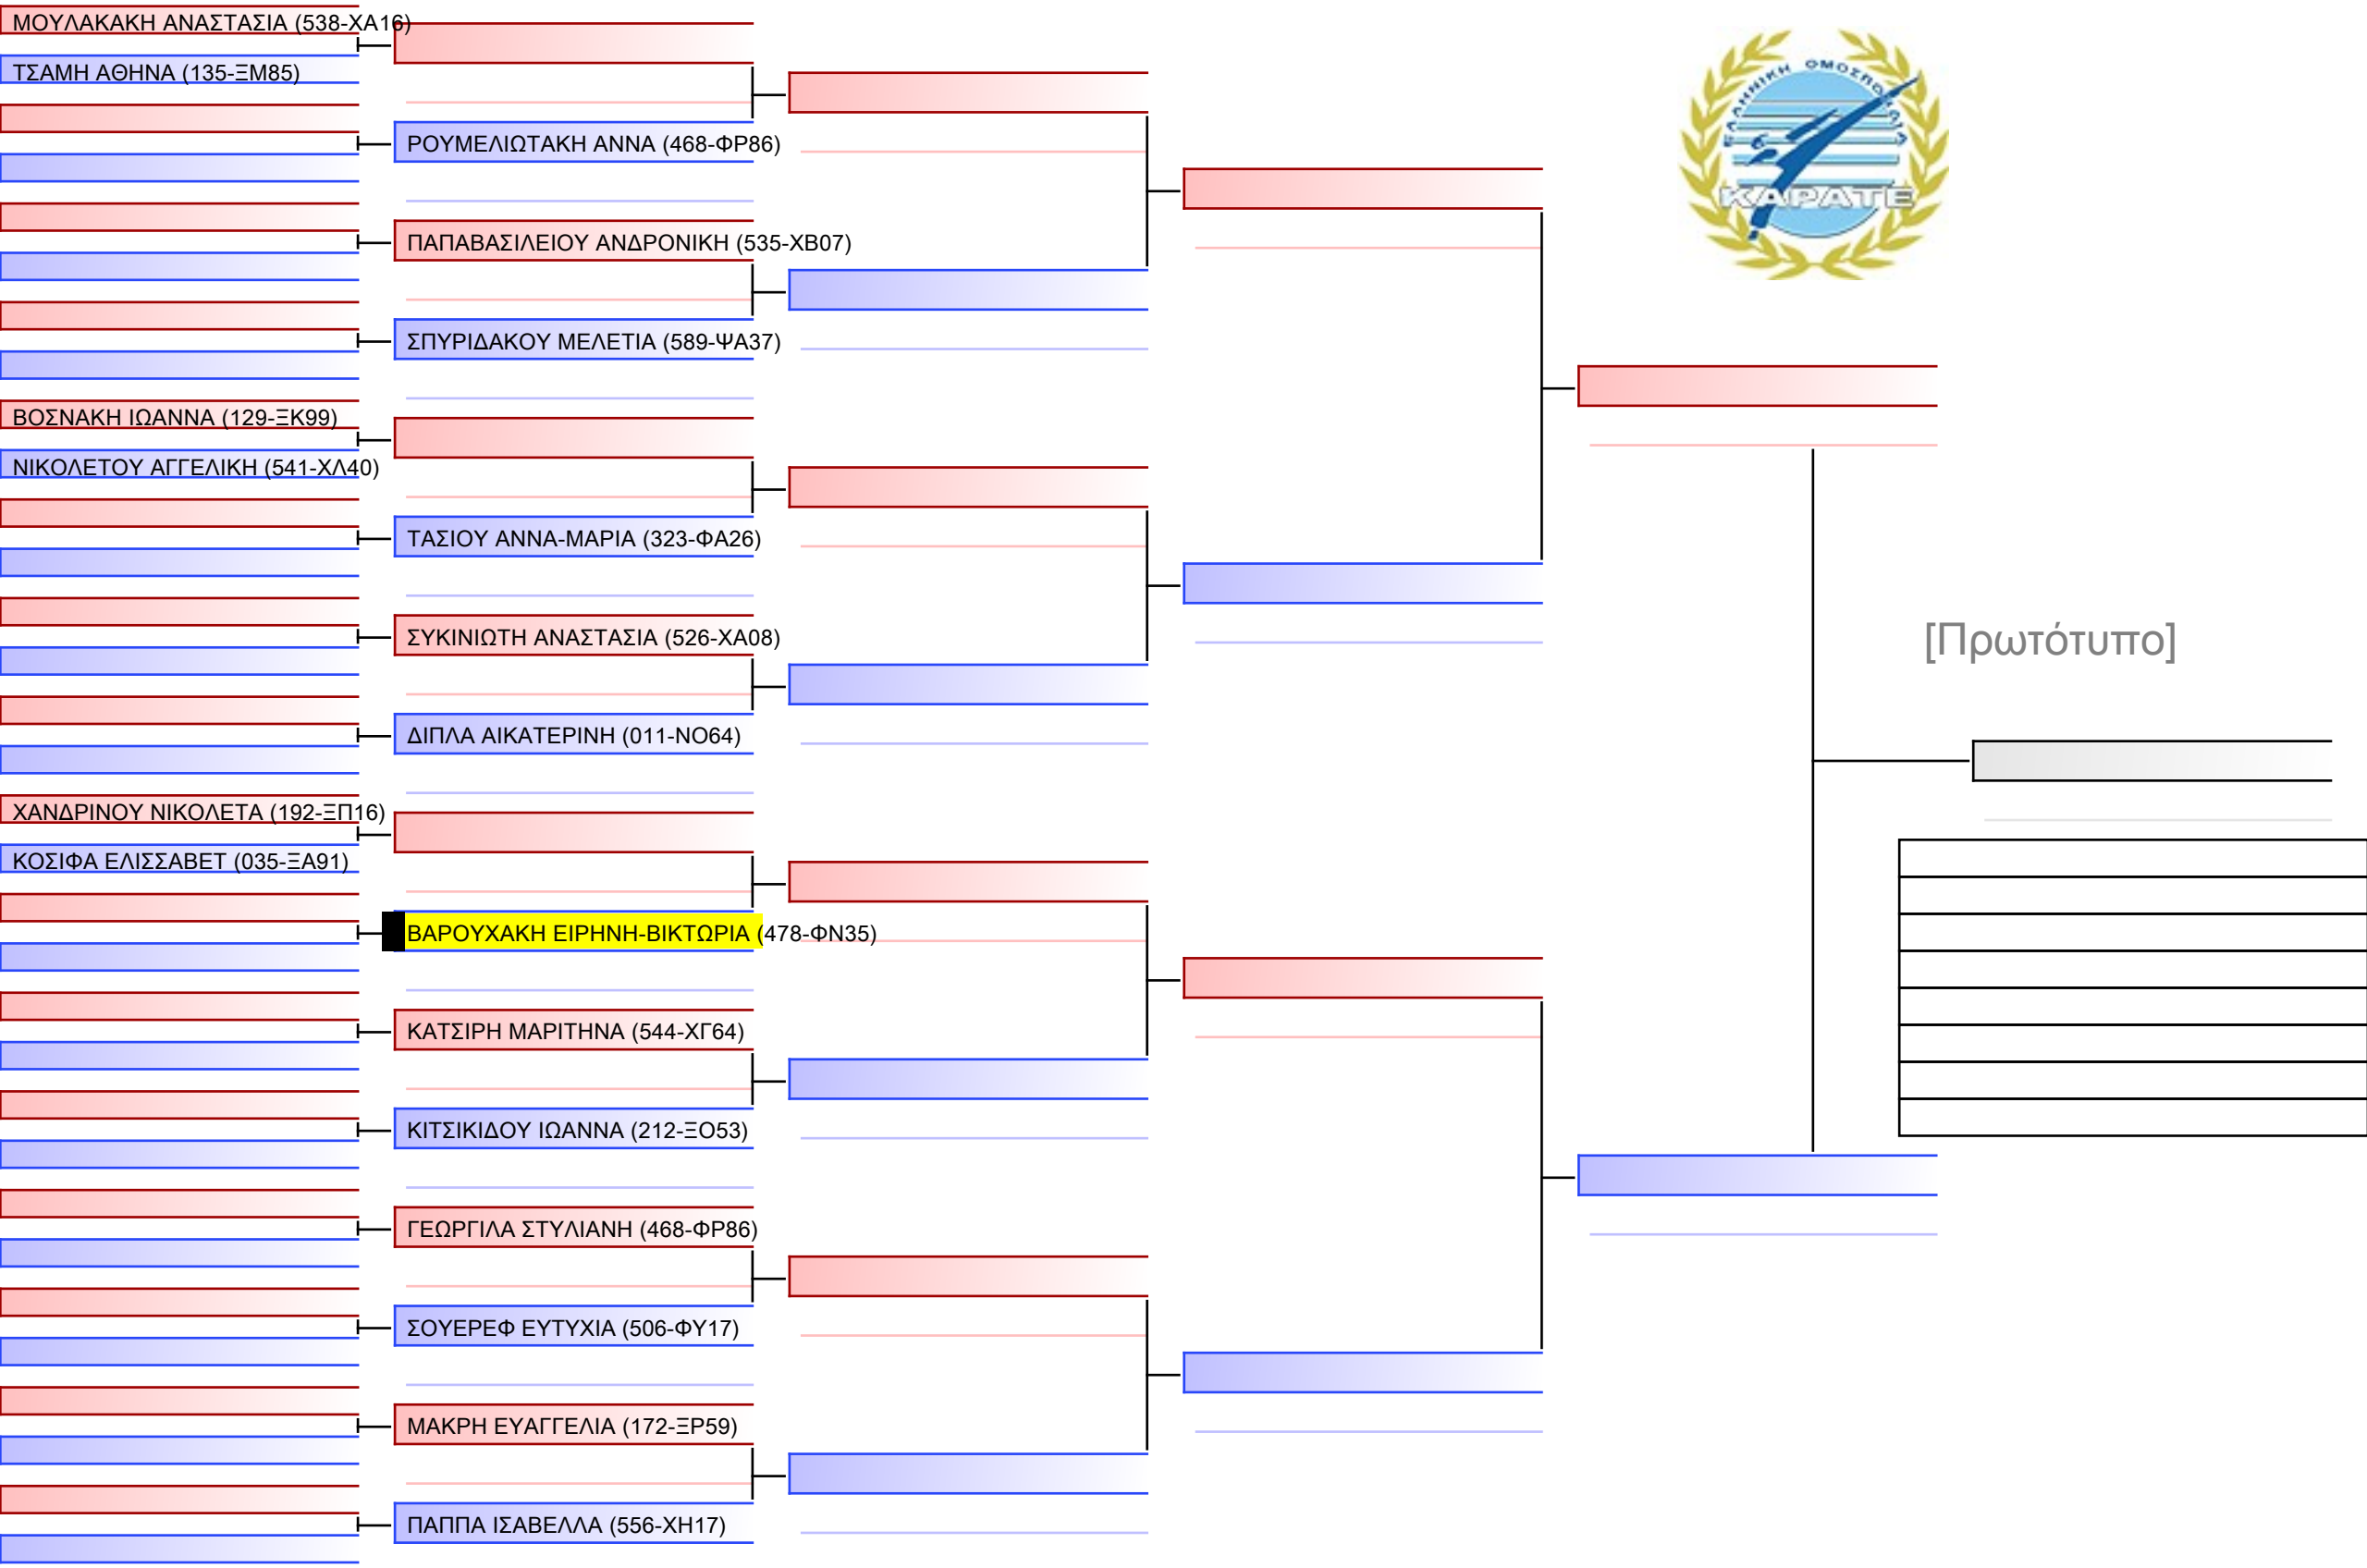 ΜΟΥΛΑΚΑΚΗ ΑΝΑΣΤΑΣΙΑ (538-ΧΑ16)
ΤΣΑΜΗ ΑΘΗΝΑ (135-ΞΜ85)
ΡΟΥΜΕΛΙΩΤΑΚΗ ΑΝΝΑ (468-ΦΡ86)
ΠΑΠΑΒΑΣΙΛΕΙΟΥ ΑΝΔΡΟΝΙΚΗ (535-ΧΒ07)
ΣΠΥΡΙΔΑΚΟΥ ΜΕΛΕΤΙΑ (589-ΨΑ37)
ΒΟΣΝΑΚΗ ΙΩΑΝΝΑ (129-ΞΚ99)
ΝΙΚΟΛΕΤΟΥ ΑΓΓΕΛΙΚΗ (541-ΧΛ40)
ΤΑΣΙΟΥ ΑΝΝΑ-ΜΑΡΙΑ (323-ΦΑ26)
ΣΥΚΙΝΙΩΤΗ ΑΝΑΣΤΑΣΙΑ (526-ΧΑ08)
ΔΙΠΛΑ ΑΙΚΑΤΕΡΙΝΗ (011-ΝΟ64)
ΧΑΝΔΡΙΝΟΥ ΝΙΚΟΛΕΤΑ (192-ΞΠ16)
ΚΟΣΙΦΑ ΕΛΙΣΣΑΒΕΤ (035-ΞΑ91)
ΒΑΡΟΥΧΑΚΗ ΕΙΡΗΝΗ-ΒΙΚΤΩΡΙΑ (478-ΦΝ35)
ΚΑΤΣΙΡΗ ΜΑΡΙΤΗΝΑ (544-ΧΓ64)
ΚΙΤΣΙΚΙΔΟΥ ΙΩΑΝΝΑ (212-ΞΟ53)
ΓΕΩΡΓΙΛΑ ΣΤΥΛΙΑΝΗ (468-ΦΡ86)
ΣΟΥΕΡΕΦ ΕΥΤΥΧΙΑ (506-ΦΥ17)
ΜΑΚΡΗ ΕΥΑΓΓΕΛΙΑ (172-ΞΡ59)
ΠΑΠΠΑ ΙΣΑΒΕΛΛΑ (556-ΧΗ17)
ΕΛΛΗΝΙΚΗ ΟΜΟΣΠΟΝΔΙΑ
ΚΑΡΑΤΕ
[Πρωτότυπο]